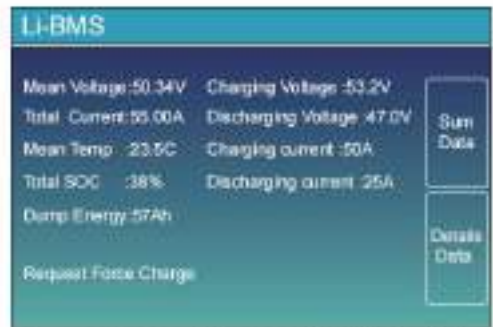 Li-BMS
Mean Voltage:50.34V Charging Voltage :53.2V
Total Current:55.00A Discharging Voltage :47.0V
Mean Temp :23.5C Charging current :50A
Total SOC :38% Discharging current :25A
Dump Energy:57Ah
Request Force Charge
Sum
Data
Details
Data